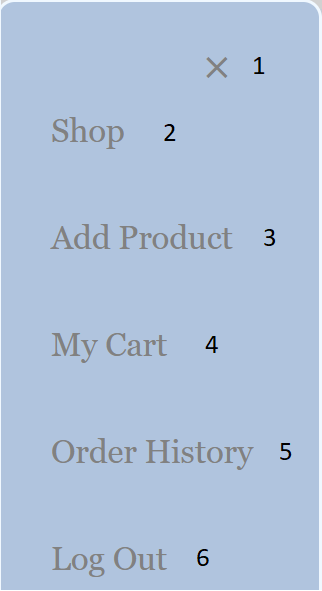 × 1
Shop 2
Add Product 3
My Cart 4
Order History 5
Log Out 6